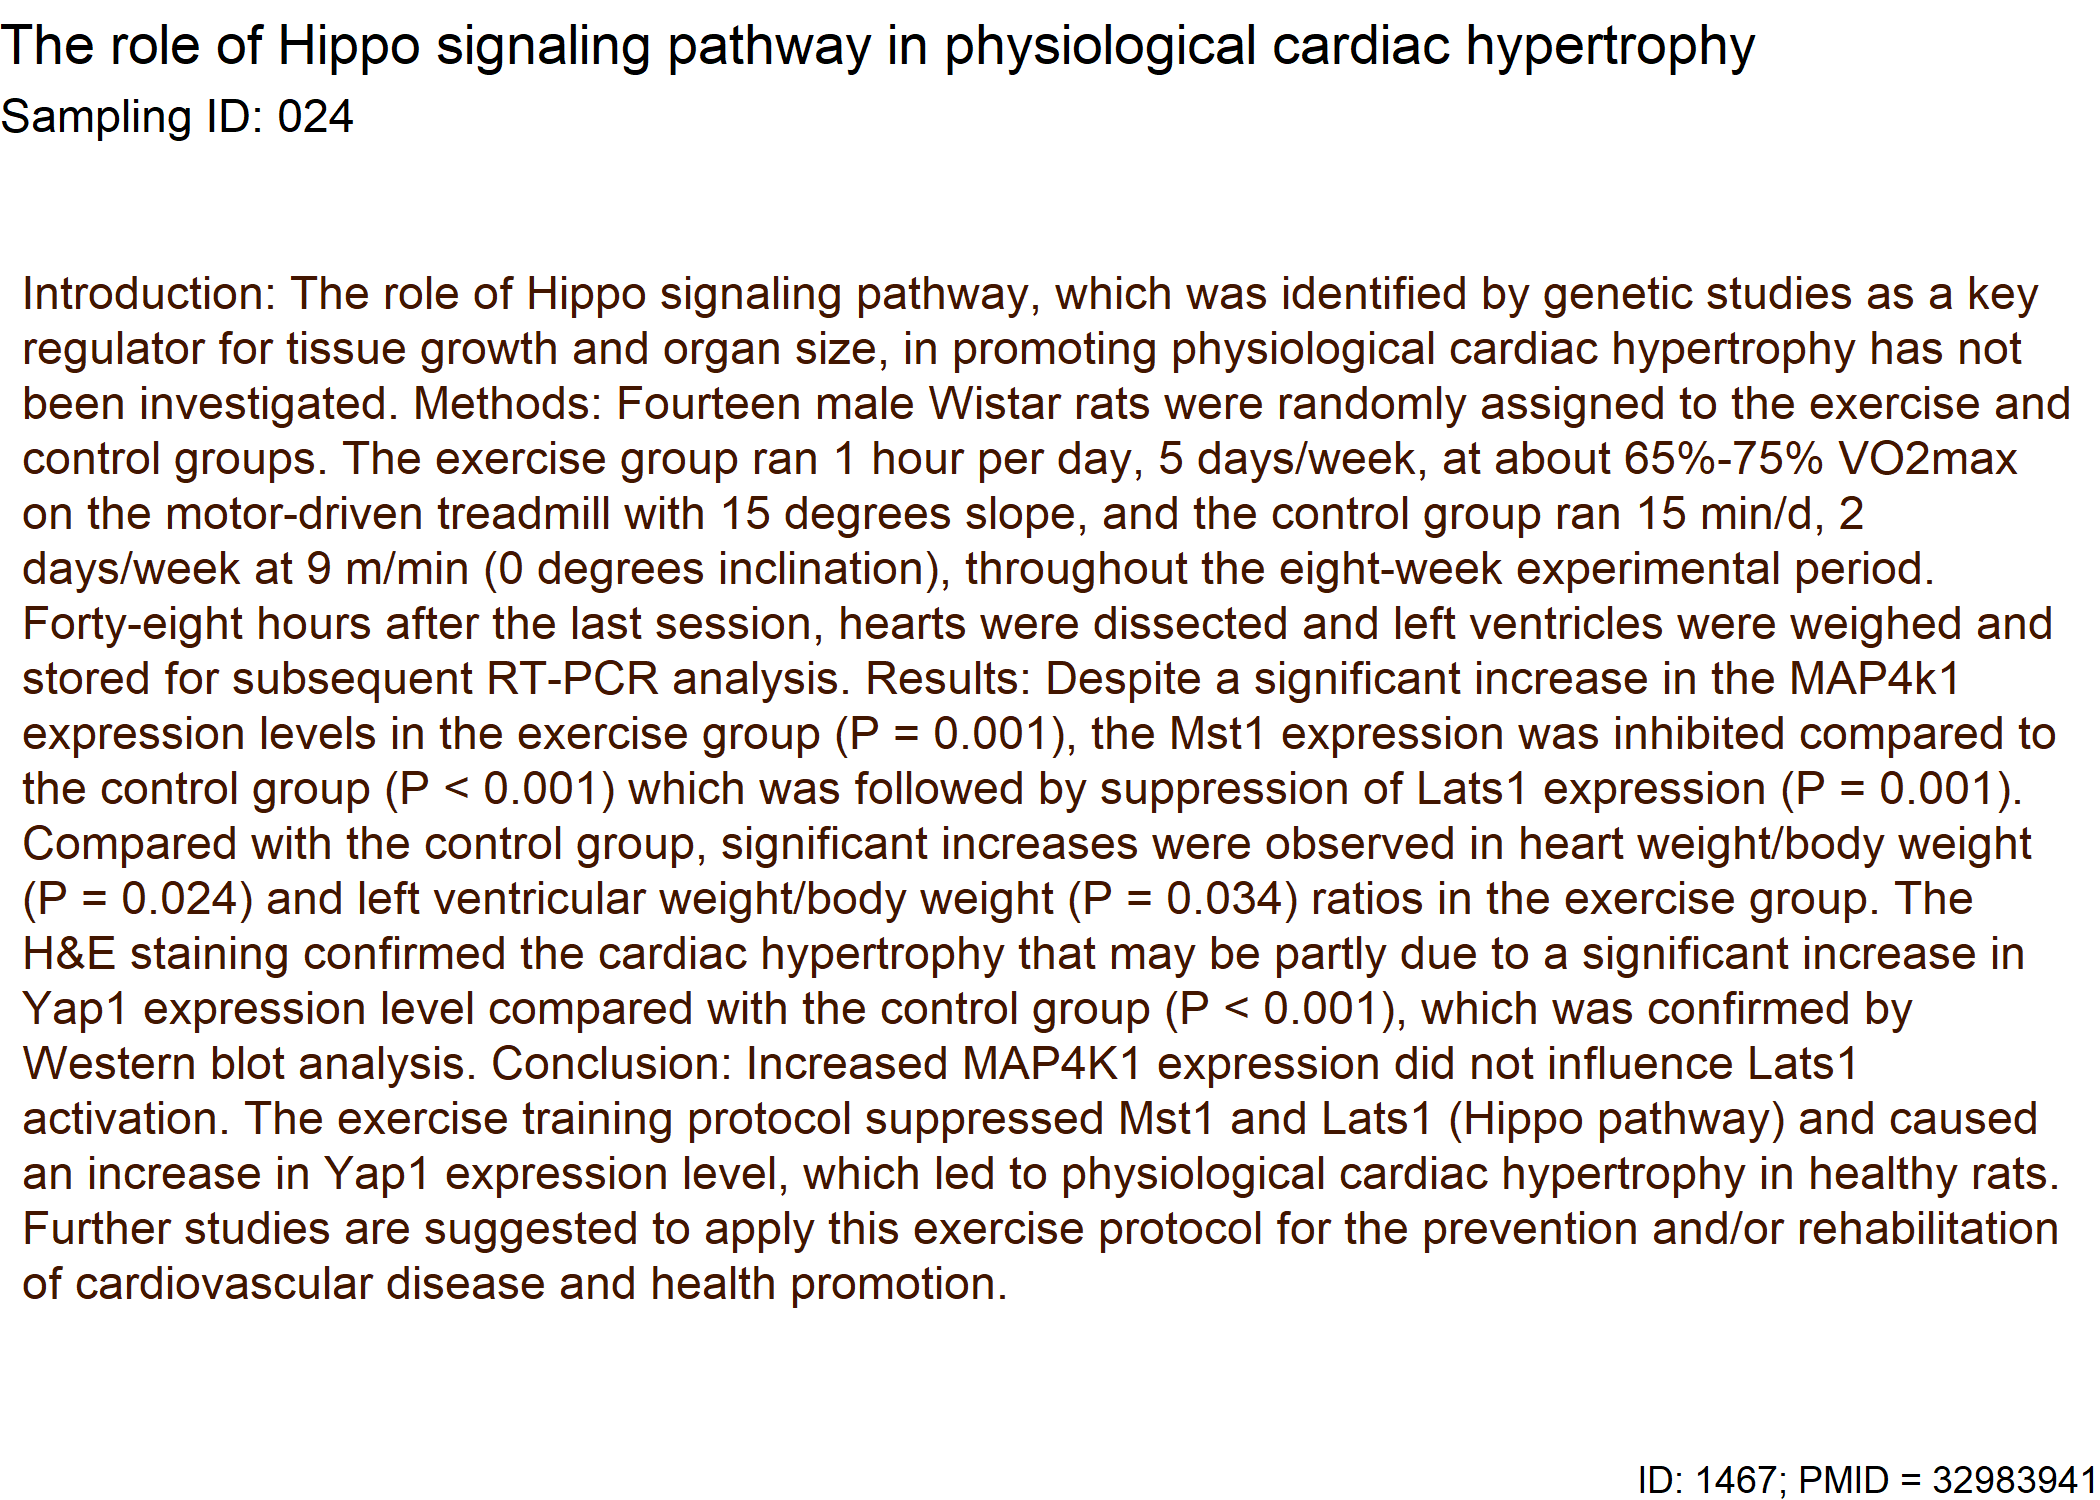 The role of Hippo signaling pathway in physiological cardiac hypertrophy
Sampling ID: 024
Introduction: The role of Hippo signaling pathway, which was identified by genetic studies as a key
regulator for tissue growth and organ size, in promoting physiological cardiac hypertrophy has not
been investigated. Methods: Fourteen male Wistar rats were randomly assigned to the exercise and
control groups. The exercise group ran 1 hour per day, 5 days/week, at about 65%-75% VO2max
on the motor-driven treadmill with 15 degrees slope, and the control group ran 15 min/d, 2
days/week at 9 m/min (0 degrees inclination), throughout the eight-week experimental period.
Forty-eight hours after the last session, hearts were dissected and left ventricles were weighed and
stored for subsequent RT-PCR analysis. Results: Despite a significant increase in the MAP4k1
expression levels in the exercise group (P = 0.001), the Mst1 expression was inhibited compared to
the control group (P < 0.001) which was followed by suppression of Lats1 expression (P = 0.001).
Compared with the control group, significant increases were observed in heart weight/body weight
(P = 0.024) and left ventricular weight/body weight (P = 0.034) ratios in the exercise group. The
H&E staining confirmed the cardiac hypertrophy that may be partly due to a significant increase in
Yap1 expression level compared with the control group (P < 0.001), which was confirmed by
Western blot analysis. Conclusion: Increased MAP4K1 expression did not influence Lats1
activation. The exercise training protocol suppressed Mst1 and Lats1 (Hippo pathway) and caused
an increase in Yap1 expression level, which led to physiological cardiac hypertrophy in healthy rats.
Further studies are suggested to apply this exercise protocol for the prevention and/or rehabilitation
of cardiovascular disease and health promotion.
ID: 1467; PMID = 32983941